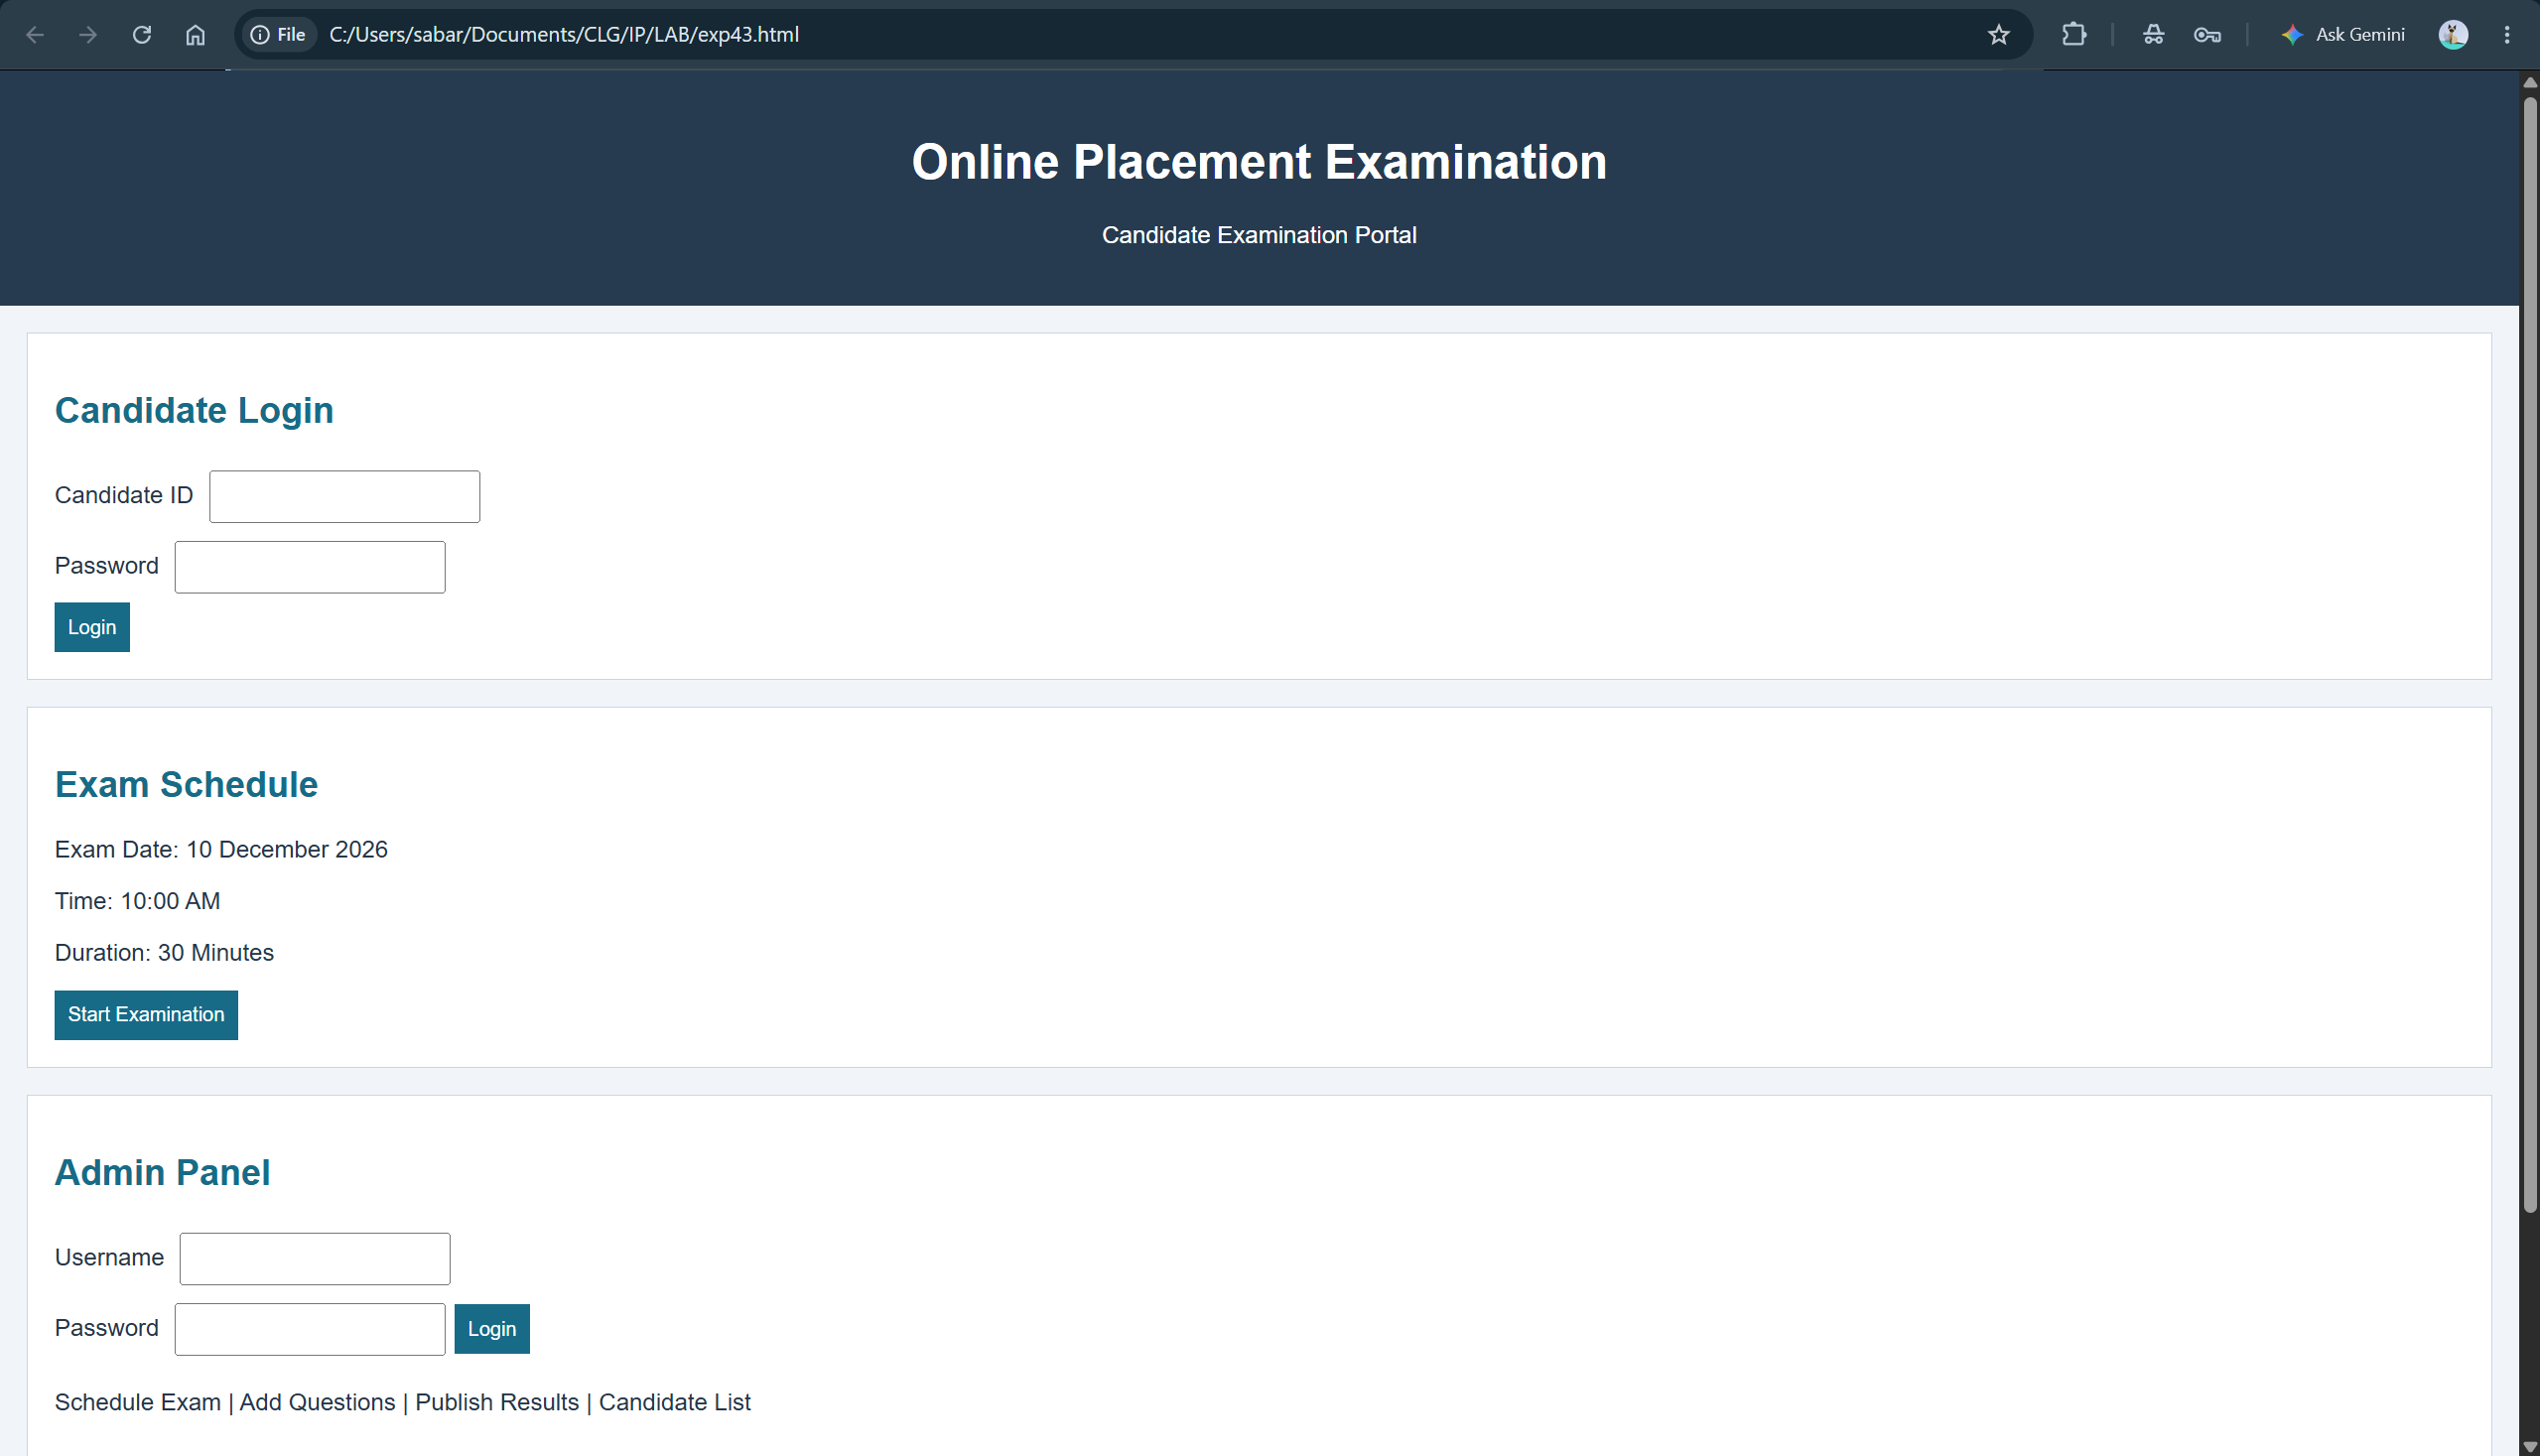 File C:/Users/sabar/Documents/CLG/IP/LAB/exp43.html Ask Gemini
Online Placement Examination
Candidate Examination Portal
Candidate Login
Candidate ID
Password
Login
Exam Schedule
Exam Date: 10 December 2026
Time: 10:00 AM
Duration: 30 Minutes
Start Examination
Admin Panel
Username
Password Login
Schedule Exam | Add Questions | Publish Results | Candidate List